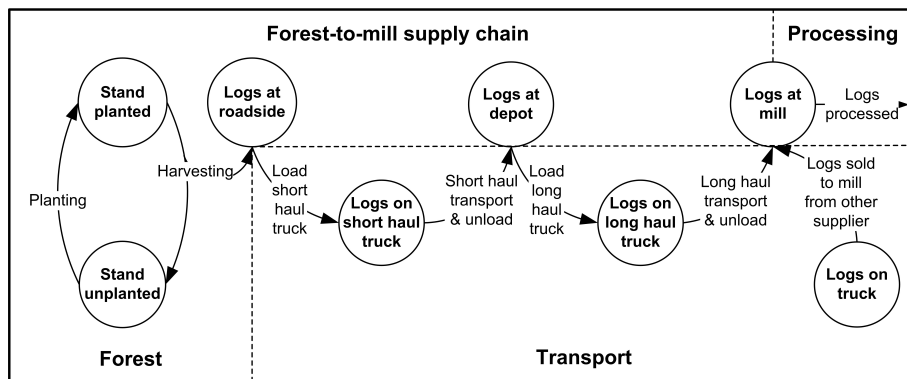 Forest-to-mill supply chain
Processing
Stand
planted
Logs at
roadside
Logs at
depot
Logs at
mill
Logs
processed
Planting
Harvesting
Load
short
haul
truck
Logs on
short haul
truck
Short haul
transport
& unload
Load
long
haul
truck
Logs on
long haul
truck
Long haul
transport
& unload
Logs sold
to mill
from other
supplier
Stand
unplanted
Logs on
truck
Forest
Transport